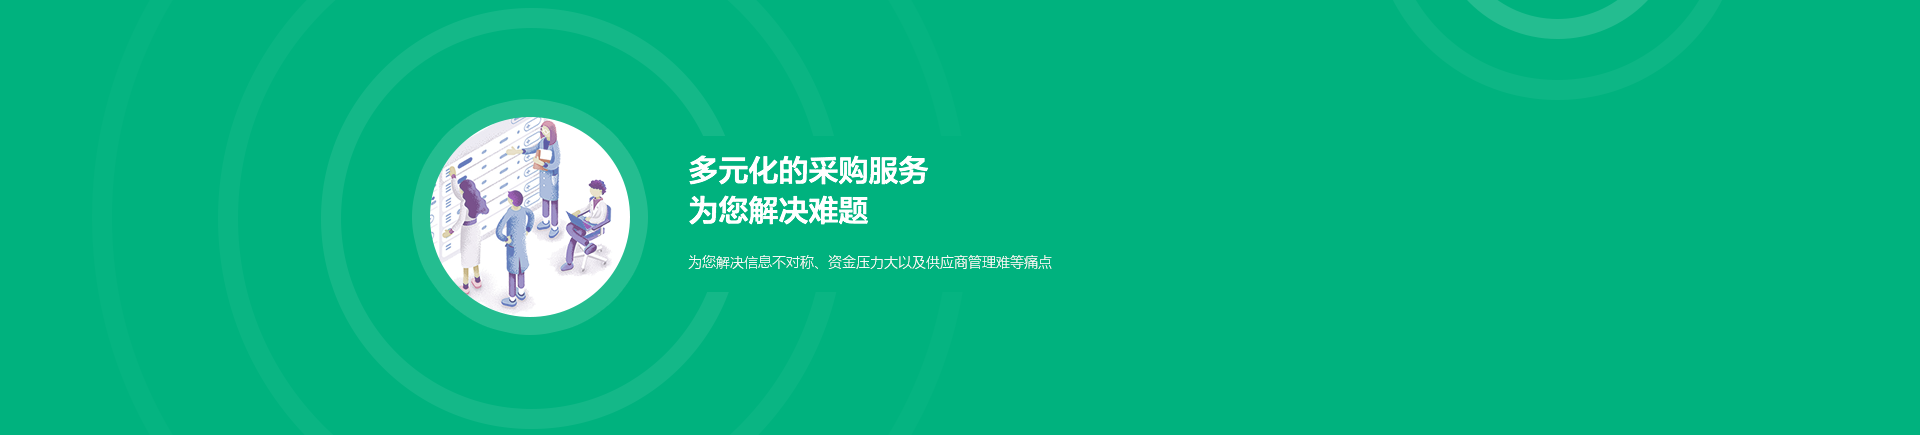 多元化的采购服务
为您解决难题
为您解决信息不对称、资金压力大以及供应商管理难等痛点